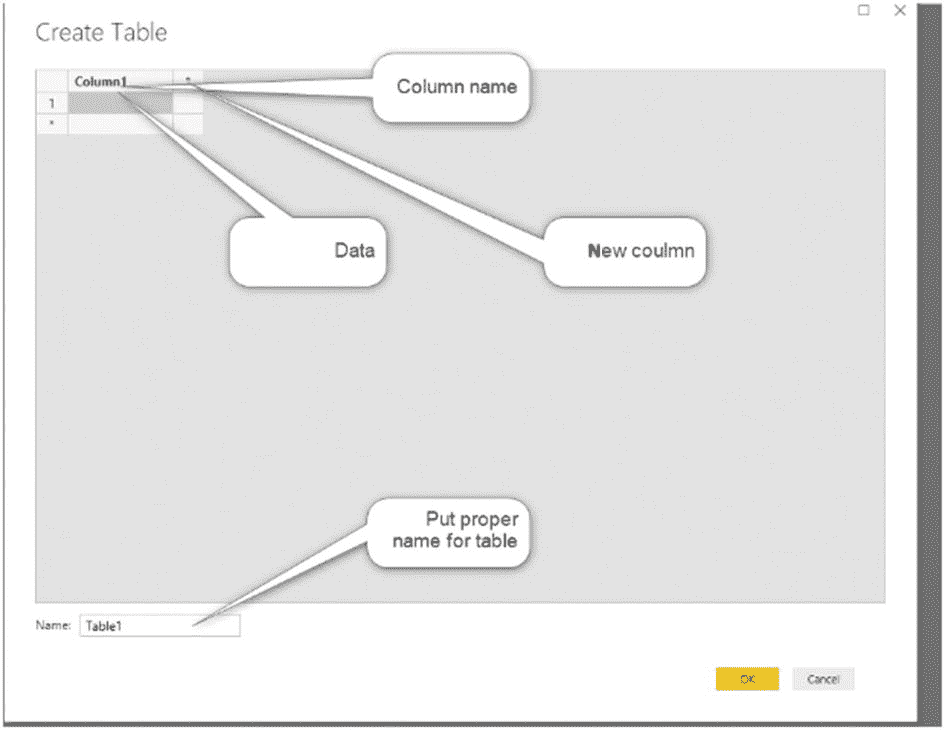 Create Table
Column1 *
1
*
Column name
Data
New coulmn
Put proper
name for table
Name: Table1
OK Cancel